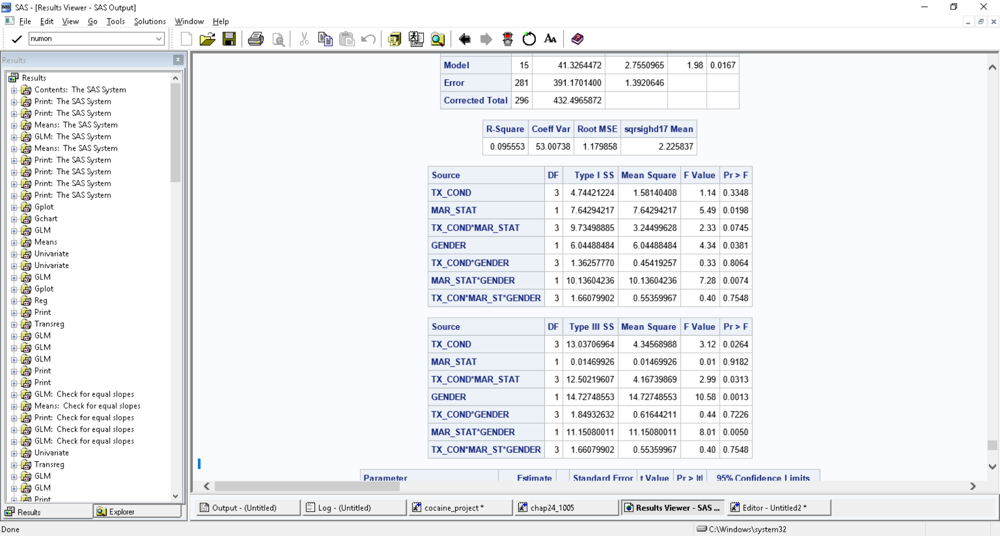 SAS - [Results Viewer - SAS Output]
File Edit View Go Tools Solutions Window Help
numon
Results
Results
Contents: The SAS System
Print: The SAS System
Print: The SAS System
Means: The SAS System
GLM: The SAS System
Means: The SAS System
Print: The SAS System
Print: The SAS System
Print: The SAS System
Print: The SAS System
Gplot
Gchart
GLM
Means
Univariate
Univariate
GLM
Gplot
Reg
Print
Transreg
GLM
GLM
GLM
Print
Print
GLM: Check for equal slopes
Means: Check for equal slopes
Print: Check for equal slopes
GLM: Check for equal slopes
GLM: Check for equal slopes
Univariate
Transreg
GLM
GLM
Print
Results Explorer
Model 15 41.3264472 2.7550965 1.98 0.0167
Error 281 391.1701400 1.3920646
Corrected Total 296 432.4965872
R-Square Coeff Var Root MSE sqrsighd17 Mean
0.095553 53.00738 1.179858 2.225837
Source DF Type I SS Mean Square F Value Pr > F
TX_COND 3 4.74421224 1.58140408 1.14 0.3348
MAR_STAT 1 7.64294217 7.64294217 5.49 0.0198
TX_COND*MAR_STAT 3 9.73498885 3.24499628 2.33 0.0745
GENDER 1 6.04488484 6.04488484 4.34 0.0381
TX_COND*GENDER 3 1.36257770 0.45419257 0.33 0.8064
MAR_STAT*GENDER 1 10.13604236 10.13604236 7.28 0.0074
TX_CON*MAR_ST*GENDER 3 1.66079902 0.55359967 0.40 0.7548
Source DF Type III SS Mean Square F Value Pr > F
TX_COND 3 13.03706964 4.34568988 3.12 0.0264
MAR_STAT 1 0.01469926 0.01469926 0.01 0.9182
TX_COND*MAR_STAT 3 12.50219607 4.16739869 2.99 0.0313
GENDER 1 14.72748553 14.72748553 10.58 0.0013
TX_COND*GENDER 3 1.84932632 0.61644211 0.44 0.7226
MAR_STAT*GENDER 1 11.15080011 11.15080011 8.01 0.0050
TX_CON*MAR_ST*GENDER 3 1.66079902 0.55359967 0.40 0.7548
Parameter Estimate Standard Error t Value Pr > |t| 95% Confidence Limits
Output - (Untitled) Log - (Untitled) cocaine_project * chap24_1005 Results Viewer - SAS ... Editor - Untitled2 *
Done C:\Windows\system32